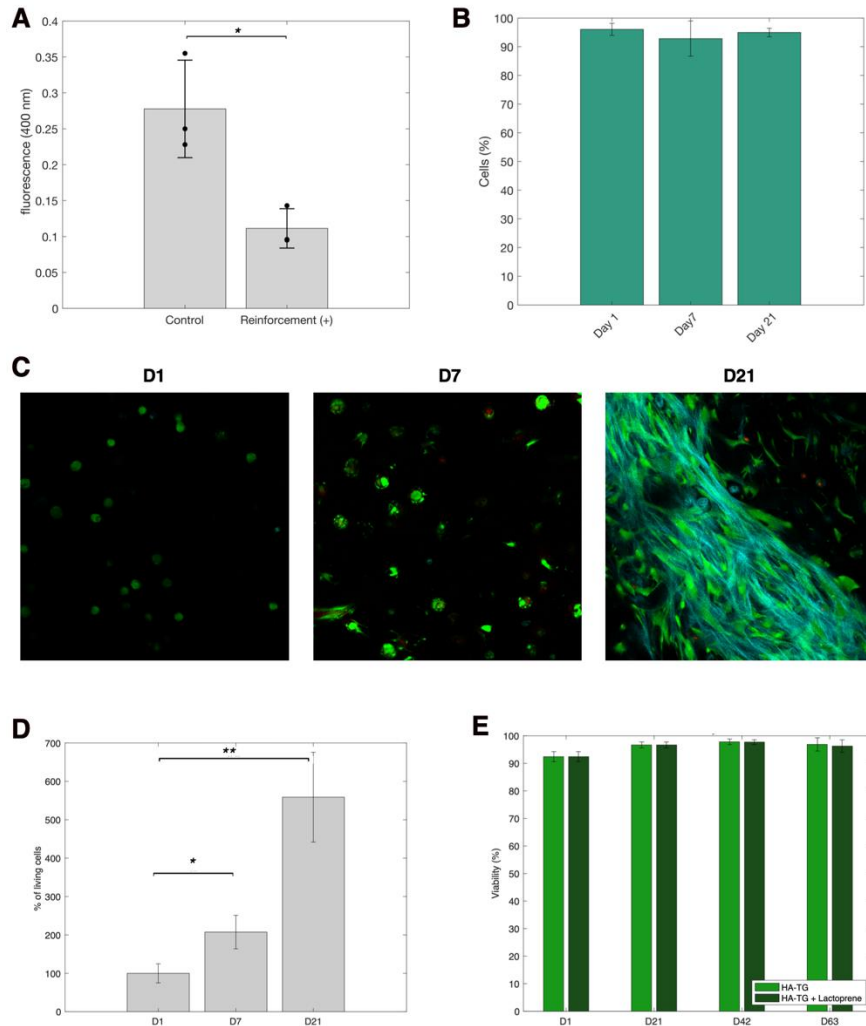 A
fluorescence (400 nm)
0.4
0.35
0.3
0.25
0.2
0.15
0.1
0.05
0
*
Control
Reinforcement (+)
B
Cells (%)
100
90
80
70
60
50
40
30
20
10
0
Day 1
Day7
Day 21
C
D1
D7
D21
D
% of living cells
700
600
500
400
300
200
100
0
**
*
D1
D7
D21
E
Viability (%)
100
90
80
70
60
50
40
30
20
10
0
HA-TG
HA-TG + Lactoprene
D1
D21
D42
D63